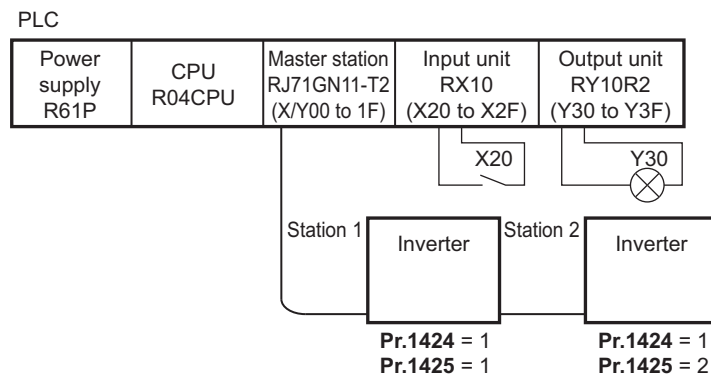 PLC
Power
supply
R61P
CPU
R04CPU
Master station
RJ71GN11-T2
(X/Y00 to 1F)
Input unit
RX10
(X20 to X2F)
Output unit
RY10R2
(Y30 to Y3F)
X20
Y30
Station 1
Inverter
Station 2
Inverter
Pr.1424 = 1
Pr.1425 = 1
Pr.1424 = 1
Pr.1425 = 2